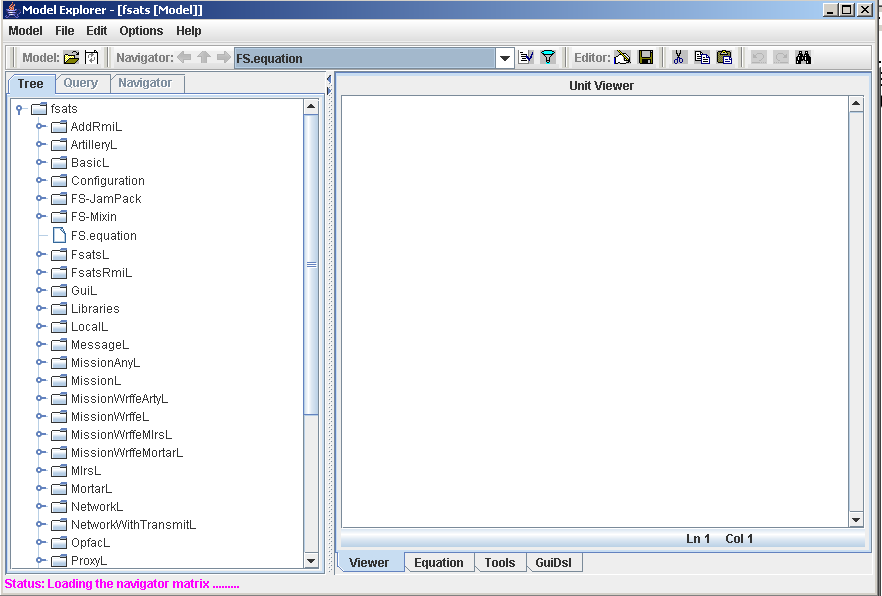 Model Explorer - [fsats [Model]]
Model File Edit Options Help
Model: Navigator: FS.equation Editor:
Tree Query Navigator
fsats
AddRmiL
ArtilleryL
BasicL
Configuration
FS-JamPack
FS-Mixin
FS.equation
FsatsL
FsatsRmiL
GuiL
Libraries
LocalL
MessageL
MissionAnyL
MissionL
MissionWrffeArtyL
MissionWrffeL
MissionWrffeMlrsL
MissionWrffeMortarL
MlrsL
MortarL
NetworkL
NetworkWithTransmitL
OpfacL
ProxyL
Unit Viewer
Ln 1 Col 1
Viewer Equation Tools GuiDsl
Status: Loading the navigator matrix .........